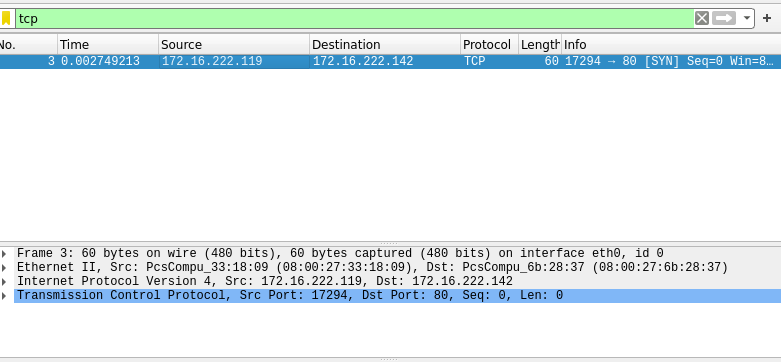 tcp
No. Time Source Destination Protocol Length Info
3 0.002749213 172.16.222.119 172.16.222.142 TCP 60 17294 → 80 [SYN] Seq=0 Win=8…
Frame 3: 60 bytes on wire (480 bits), 60 bytes captured (480 bits) on interface eth0, id 0
Ethernet II, Src: PcsCompu_33:18:09 (08:00:27:33:18:09), Dst: PcsCompu_6b:28:37 (08:00:27:6b:28:37)
Internet Protocol Version 4, Src: 172.16.222.119, Dst: 172.16.222.142
Transmission Control Protocol, Src Port: 17294, Dst Port: 80, Seq: 0, Len: 0